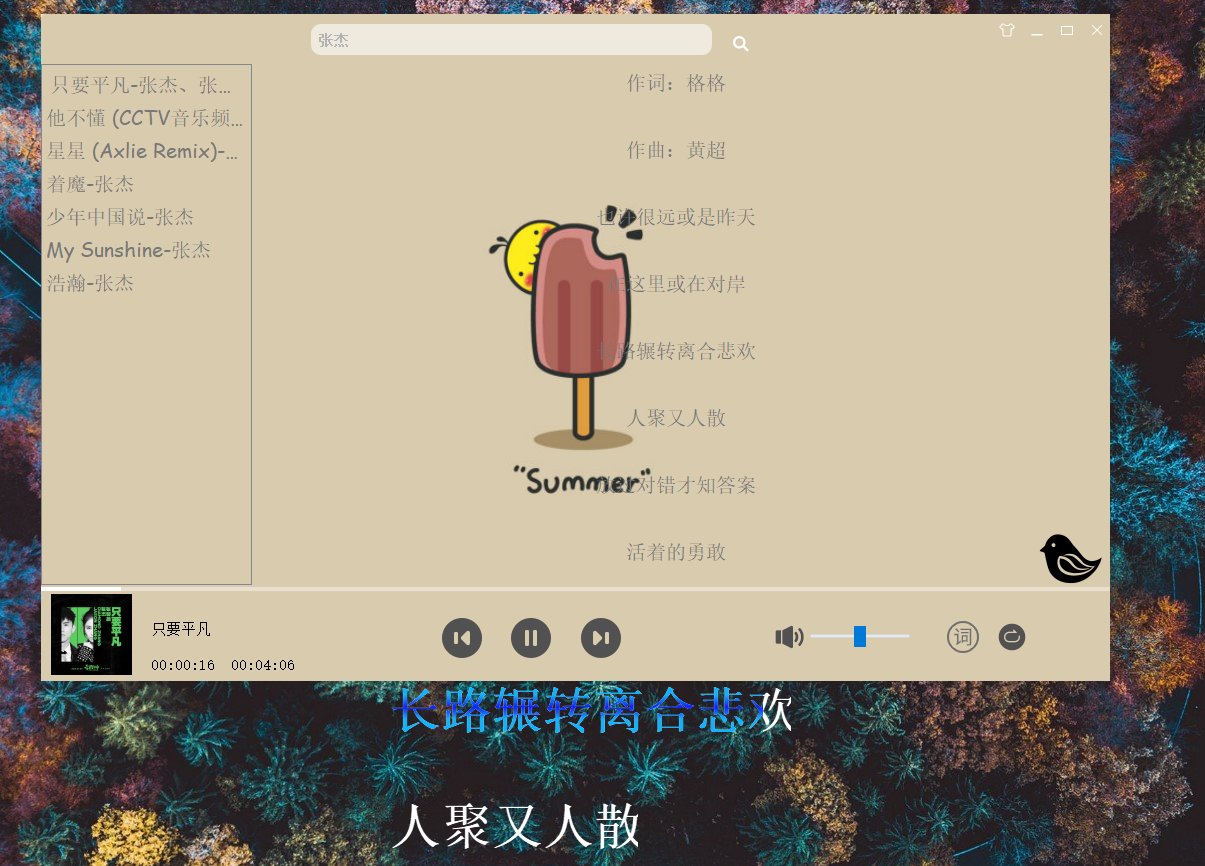 张杰
只要平凡-张杰、张...
他不懂 (CCTV音乐频...
星星 (Axlie Remix)-...
着魔-张杰
少年中国说-张杰
My Sunshine-张杰
浩瀚-张杰
作词：格格
作曲：黄超
也许很远或是昨天
在这里或在对岸
长路辗转离合悲欢
人聚又人散
放过对错才知答案
活着的勇敢
"Summer"
只要平凡
只要平凡
00:00:16 00:04:06
词
长路辗转离合悲欢
人聚又人散